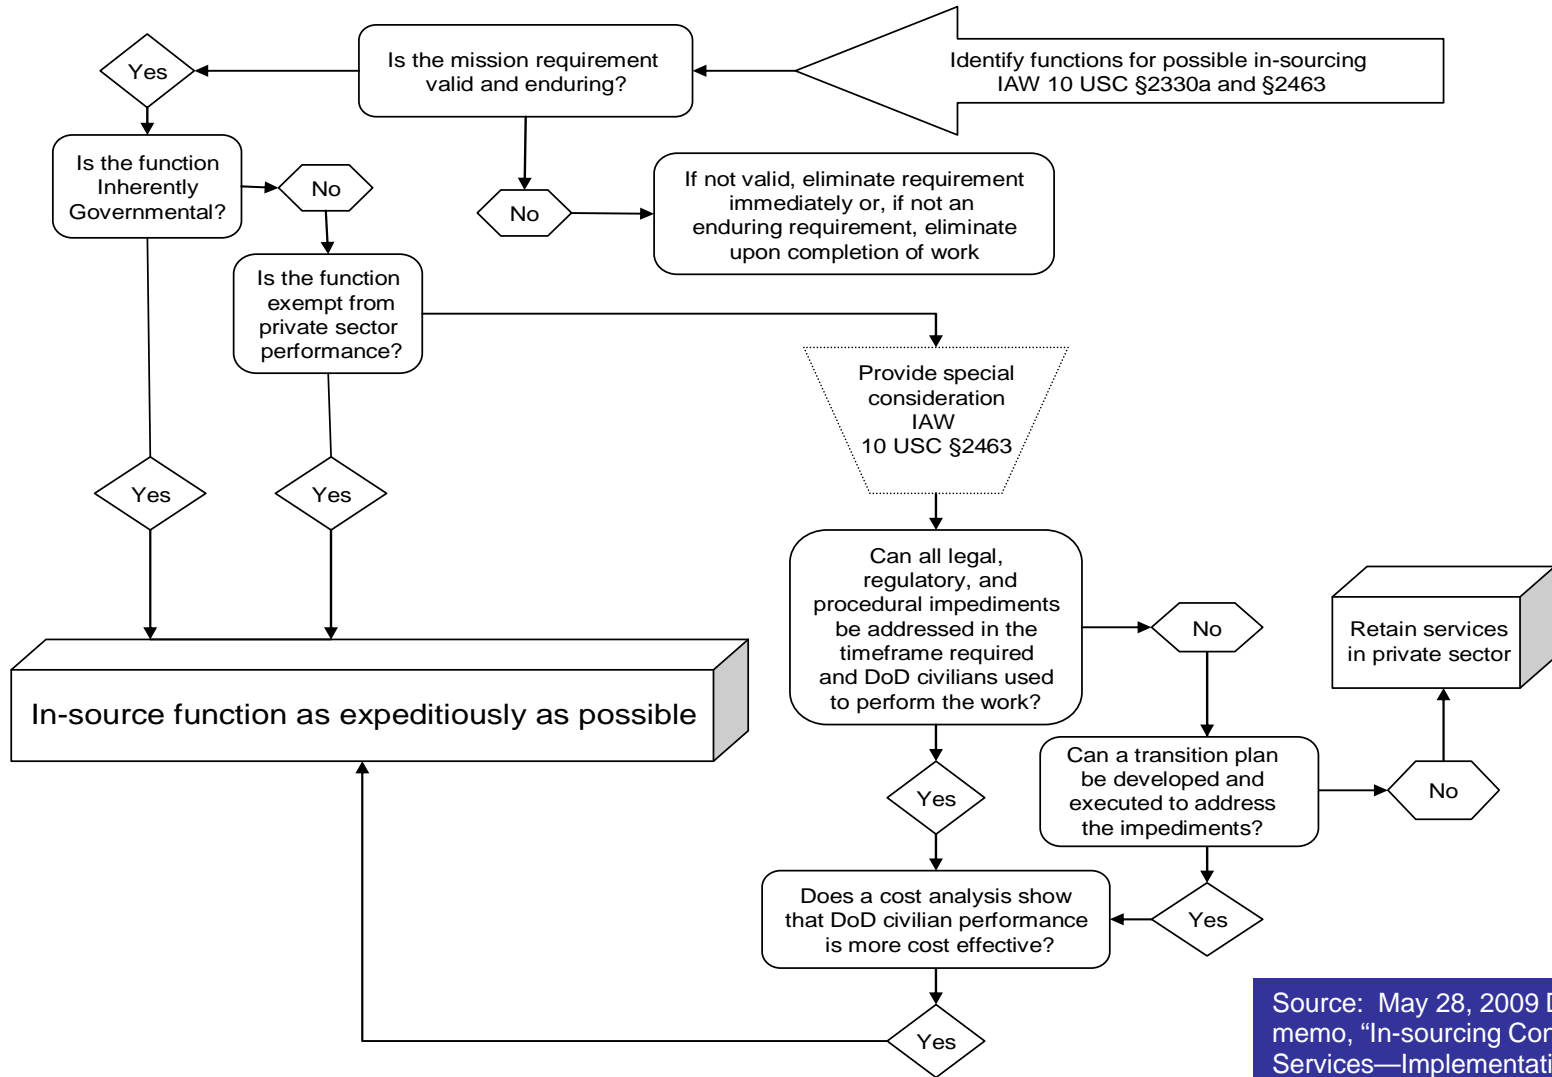 Identify functions for possible in-sourcing
IAW 10 USC §2330a and §2463
Is the mission requirement
valid and enduring?
Yes
No
If not valid, eliminate requirement
immediately or, if not an
enduring requirement, eliminate
upon completion of work
Is the function
Inherently
Governmental?
No
Is the function
exempt from
private sector
performance?
Yes
Yes
Provide special
consideration
IAW
10 USC §2463
Can all legal,
regulatory, and
procedural impediments
be addressed in the
timeframe required
and DoD civilians used
to perform the work?
No
Retain services
in private sector
In-source function as expeditiously as possible
Can a transition plan
be developed and
executed to address
the impediments?
No
Yes
Yes
Does a cost analysis show
that DoD civilian performance
is more cost effective?
Yes
Source: May 28, 2009
memo, “In-sourcing
Services—